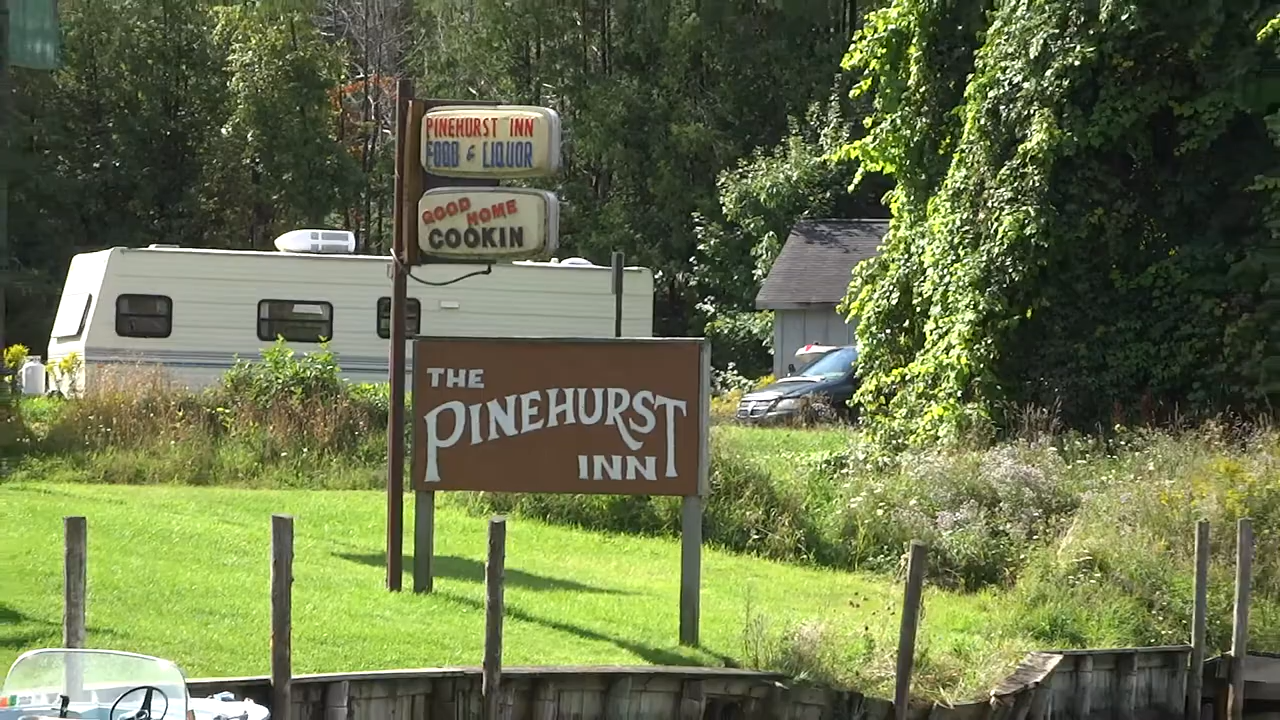 PINEHURST INN
FOOD & LIQUOR
GOOD
HOME
COOKIN
THE
PINEHURST
INN